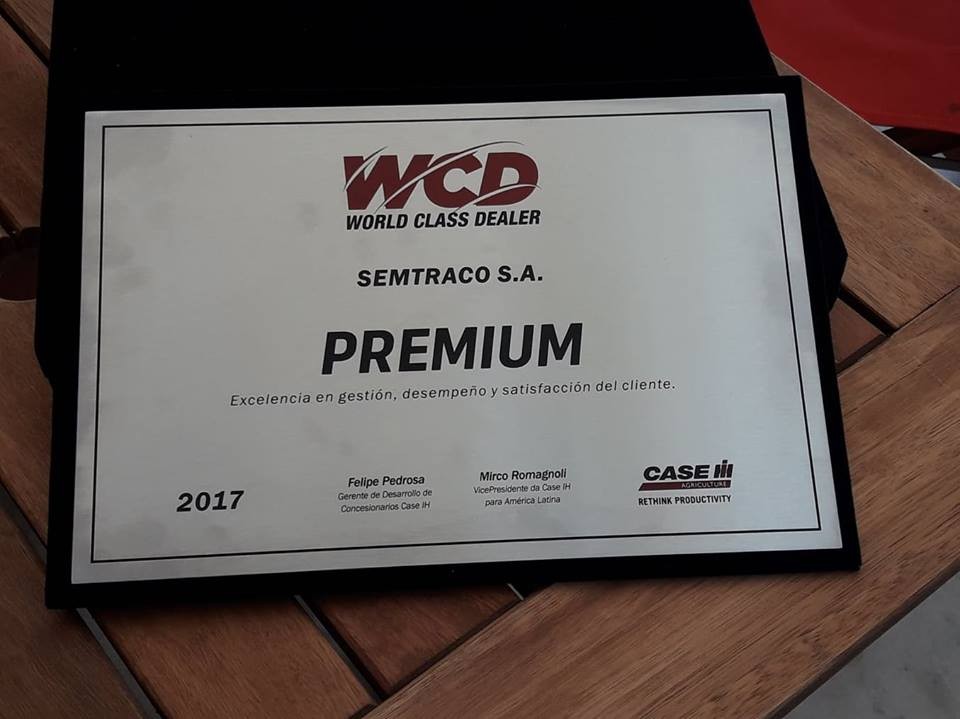 WCD
WORLD CLASS DEALER
SEMTRACO S.A.
PREMIUM
Excelencia en gestión, desempeño y satisfacción del cliente.
2017
Felipe Pedrosa
Gerente de Desarrollo de
Concesionarios Case IH
Mirco Romagnoli
VicePresidente da Case IH
para América Latina
CASE IH
AGRICULTURE
RETHINK PRODUCTIVITY